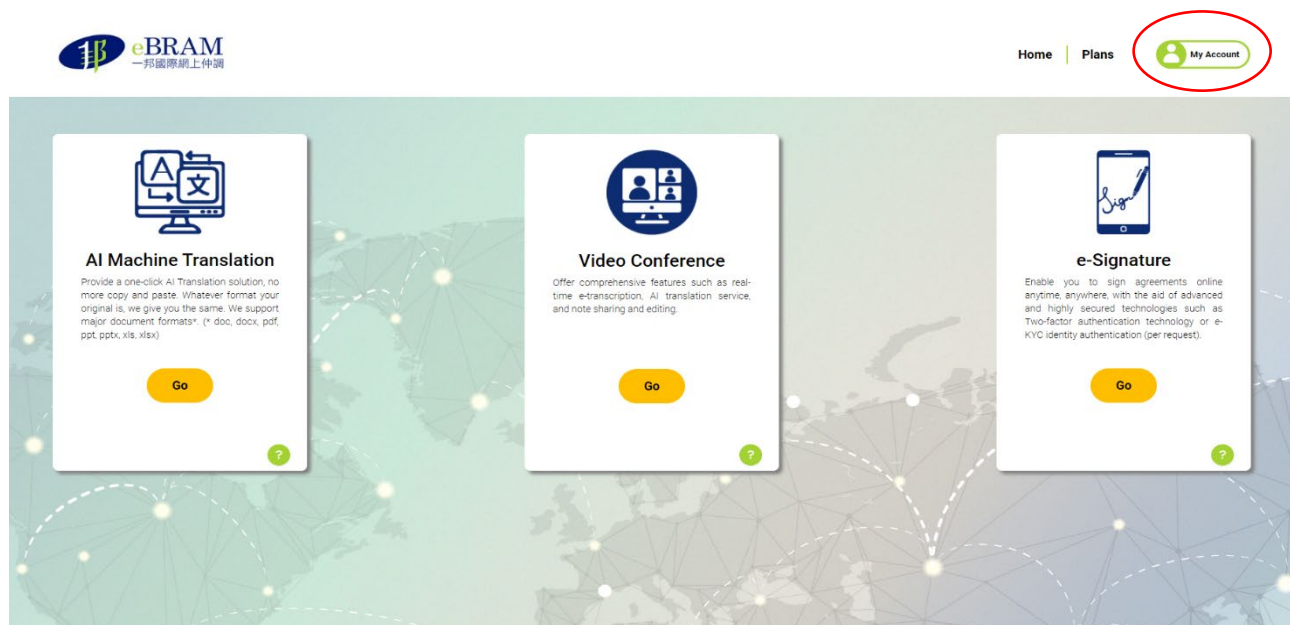 邦 eBRAM
一邦國際網上仲調
Home
Plans
My Account
A
文
AI Machine Translation
Provide a one-click AI Translation solution, no
more copy and paste. Whatever format your
original is, we give you the same. We support
major document formats*. (* doc, docx, pdf,
ppt, pptx, xls, xlsx)
Go
?
Video Conference
Offer comprehensive features such as real-
time e-transcription, AI translation service,
and note sharing and editing.
Go
?
Sign
e-Signature
Enable you to sign agreements online
anytime, anywhere, with the aid of advanced
and highly secured technologies such as
Two-factor authentication technology or e-
KYC identity authentication (per request).
Go
?